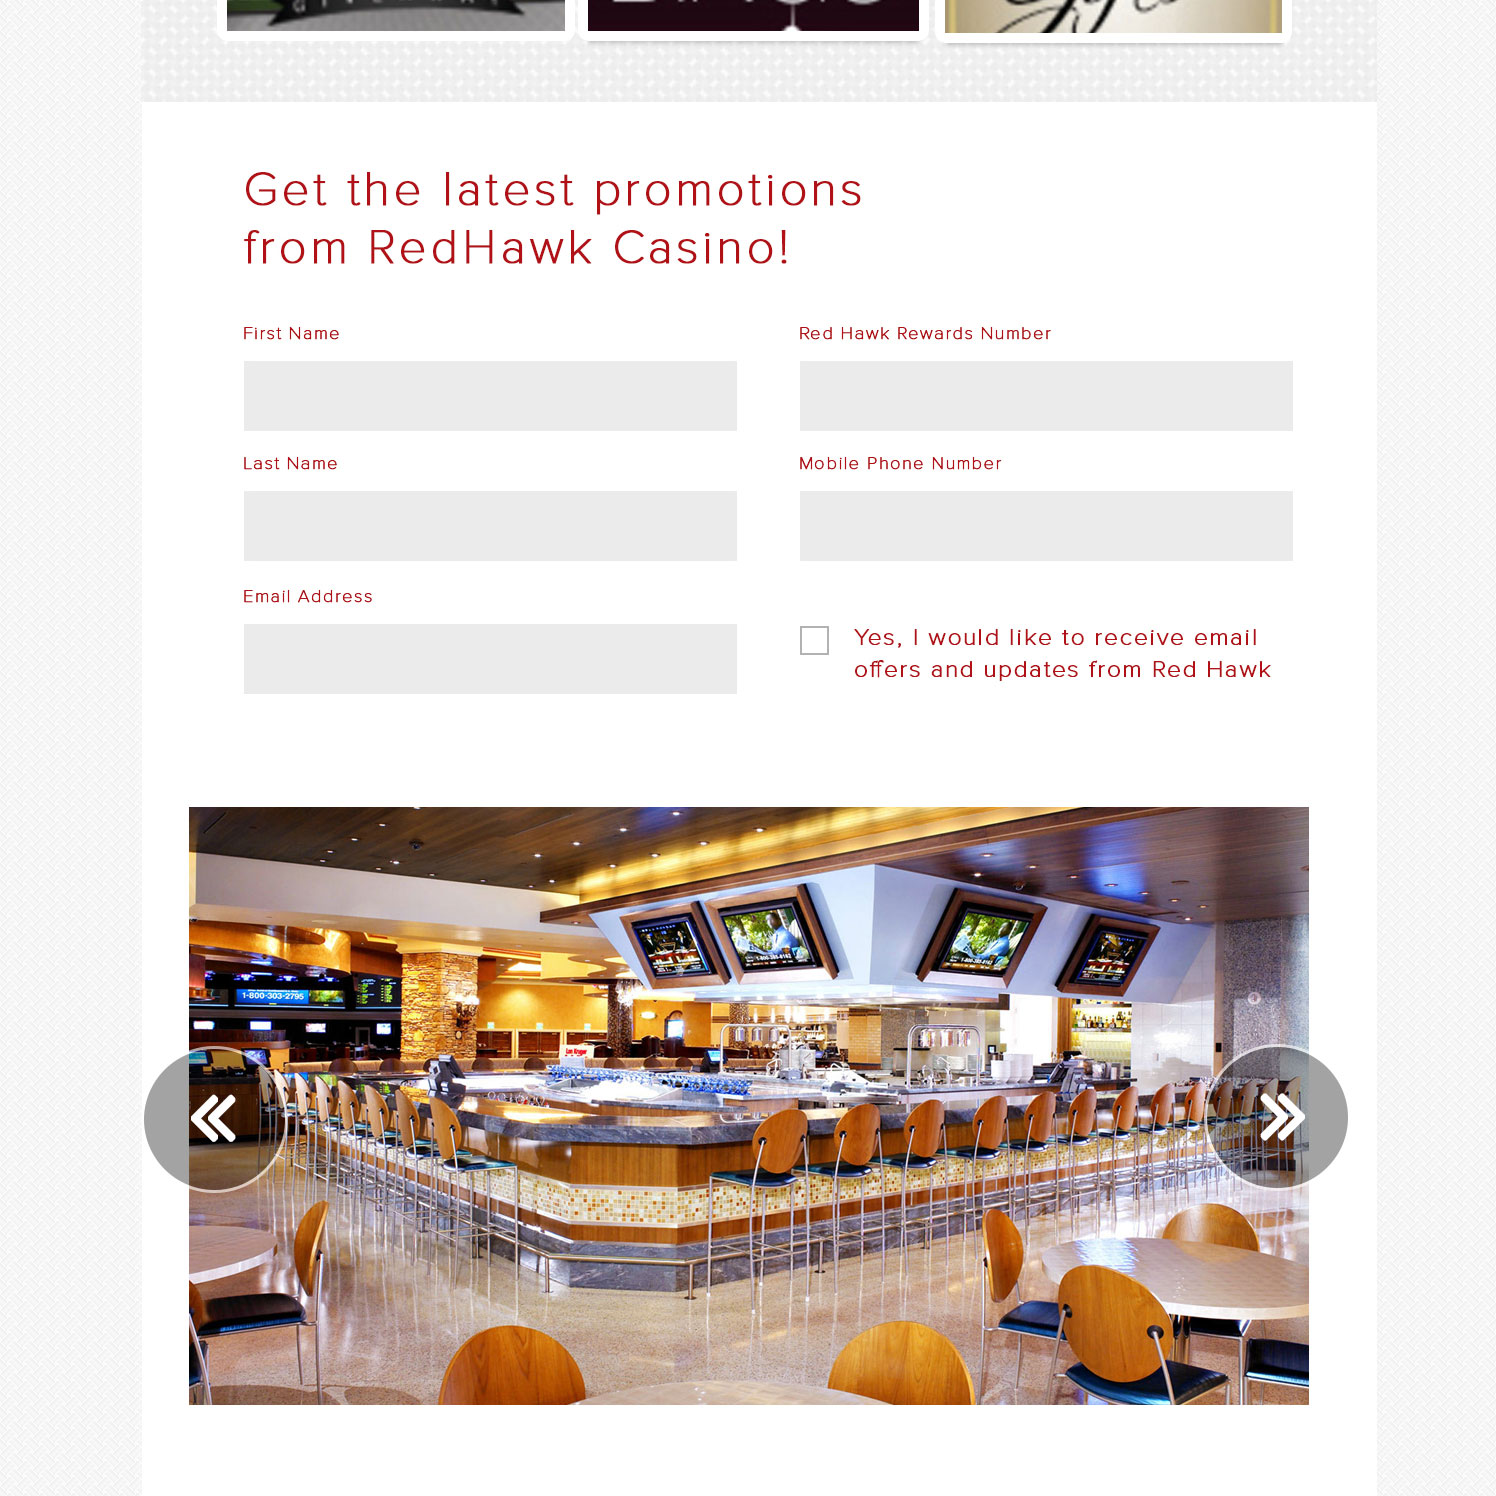 Get the latest promotions
from RedHawk Casino!
First Name
Red Hawk Rewards Number
Last Name
Mobile Phone Number
Email Address
Yes, I would like to receive email
offers and updates from Red Hawk
1-800-303-2795